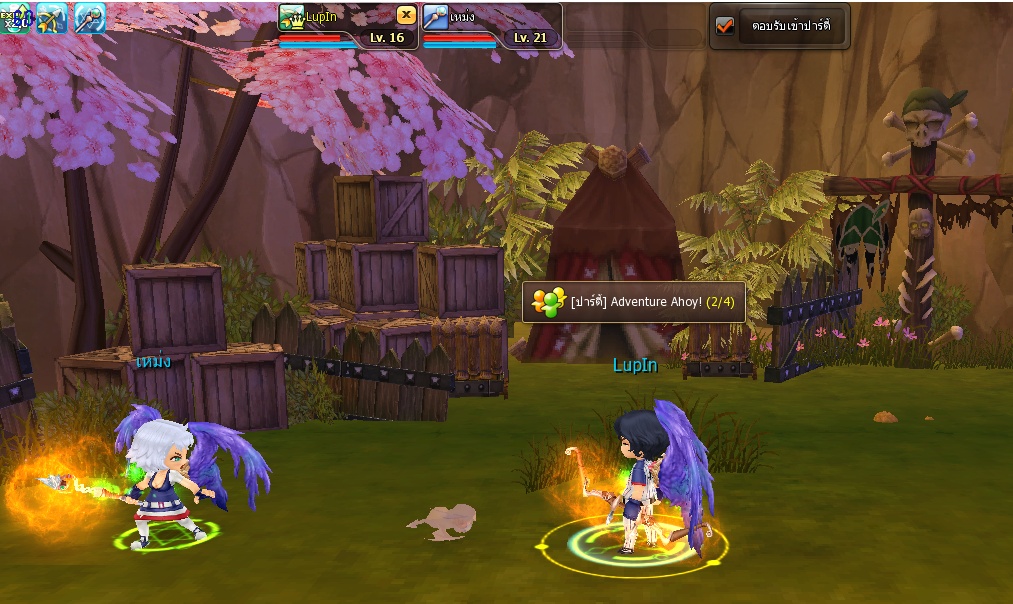 LupIn
Lv. 16
เหม่ง
Lv. 21
ตอบรับเข้าปาร์ตี้
[ปาร์ตี้] Adventure Ahoy! (2/4)
เหม่ง
LupIn